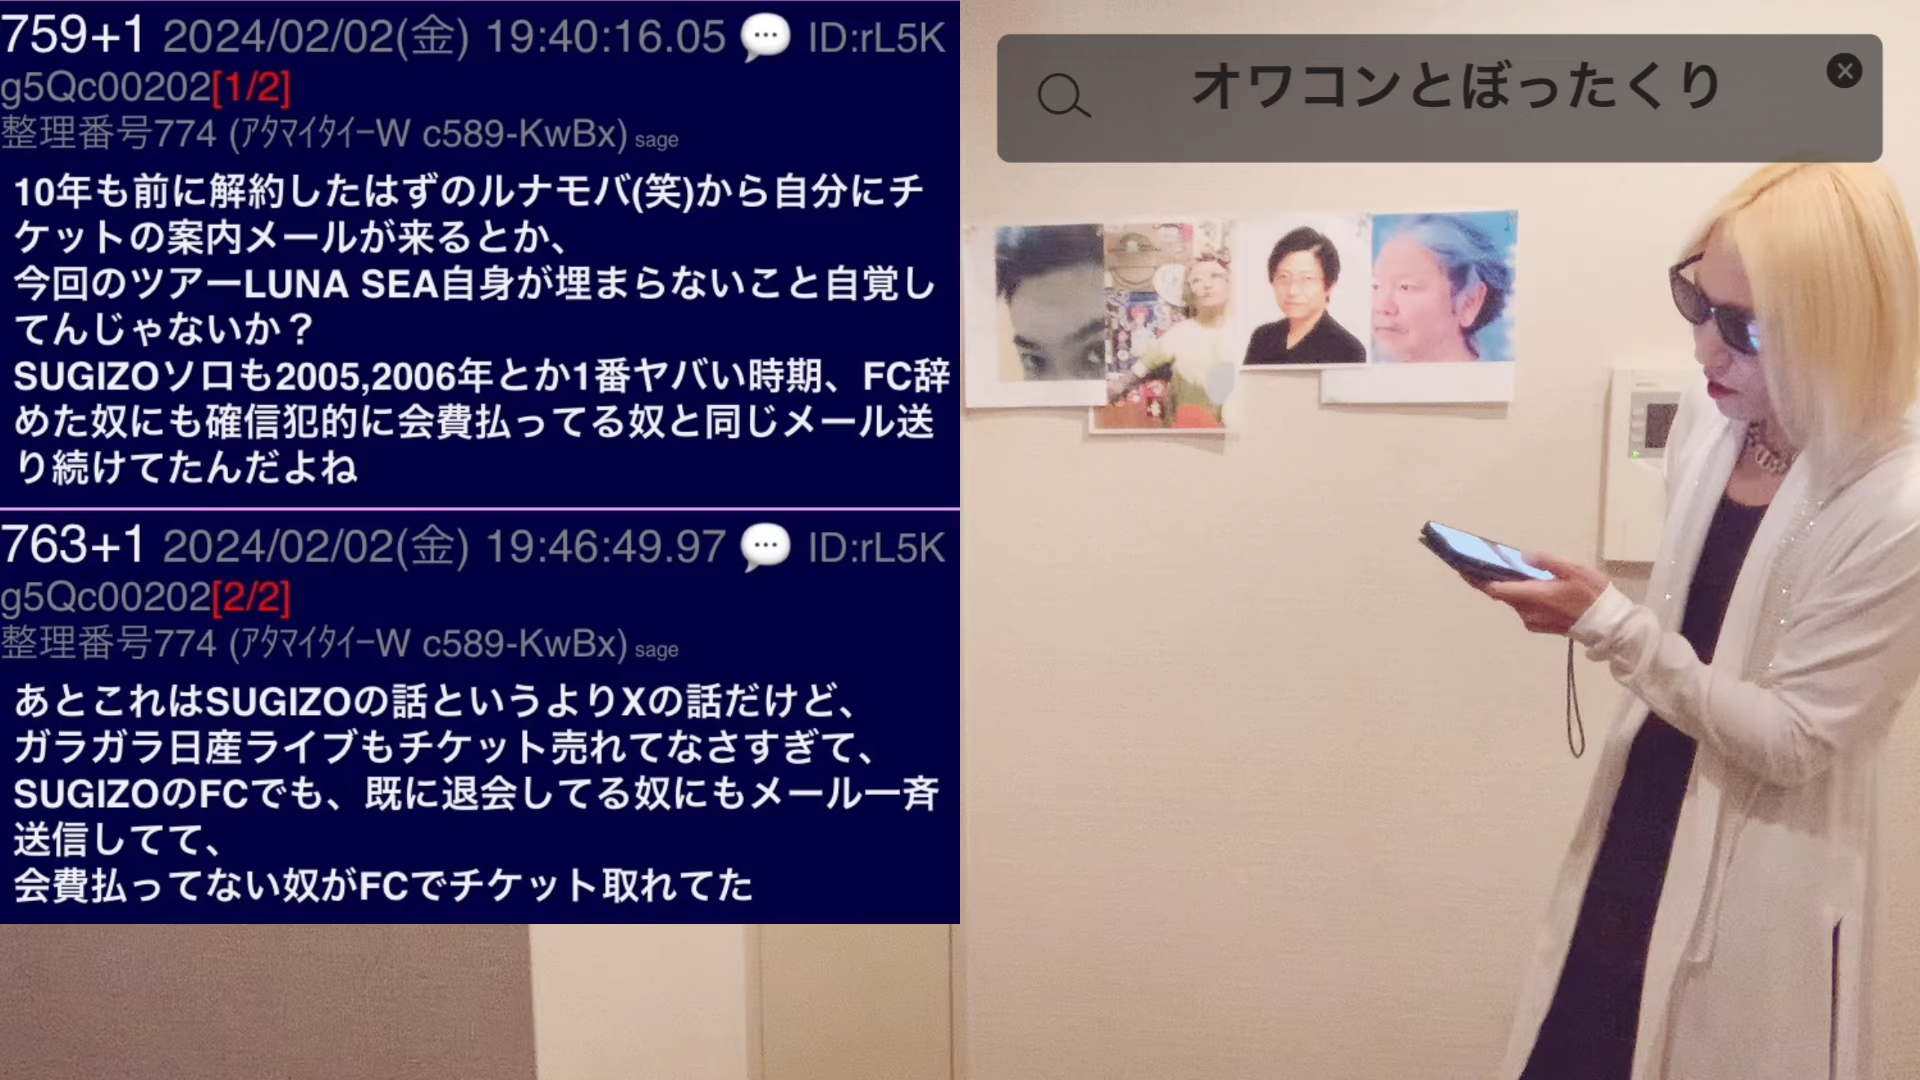 759+1 2024/02/02(金) 19:40:16.05 ID:rL5K
g5Qc00202[1/2]
整理番号774 (ｱﾀﾏｲﾀｲｰW c589-KwBx) sage
10年も前に解約したはずのルナモバ(笑)から自分にチ
ケットの案内メールが来るとか、
今回のツアーLUNA SEA自身が埋まらないこと自覚し
てんじゃないか？
SUGIZOソロも2005,2006年とか1番ヤバい時期、FC辞
めた奴にも確信犯的に会費払ってる奴と同じメール送
り続けてたんだよね
763+1 2024/02/02(金) 19:46:49.97 ID:rL5K
g5Qc00202[2/2]
整理番号774 (ｱﾀﾏｲﾀｲｰW c589-KwBx) sage
あとこれはSUGIZOの話というよりXの話だけど、
ガラガラ日産ライブもチケット売れてなさすぎて、
SUGIZOのFCでも、既に退会してる奴にもメール一斉
送信してて、
会費払ってない奴がFCでチケット取れてた
オワコンとぼったくり